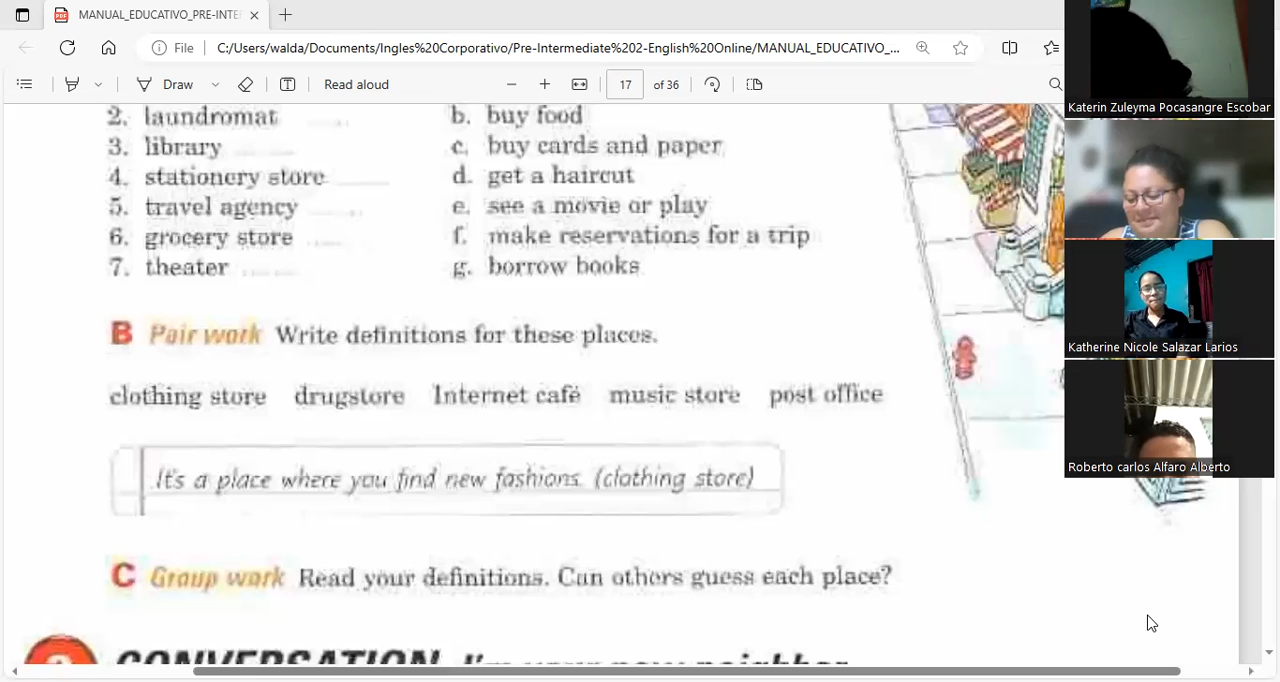 MANUAL_EDUCATIVO_PRE-INTE
File
C:/Users/walda/Documents/Ingles%20Corporativo/Pre-Intermediate%202-English%20Online/MANUAL_EDUCATIVO_...
Draw
Read aloud
17 of 36
2. laundromat
b. buy food
3. library
c. buy cards and paper
4. stationery store
d. get a haircut
5. travel agency
e. see a movie or play
6. grocery store
f. make reservations for a trip
7. theater
g. borrow books
B Pair work Write definitions for these places.
clothing store drugstore Internet café music store post office
It's a place where you find new fashions. (clothing store)
C Group work Read your definitions. Can others guess each place?
CONVERSATION I'm your new neighbor
Katerin Zuleyma Pocasangre Escobar
Katherine Nicole Salazar Larios
Roberto carlos Alfaro Alberto